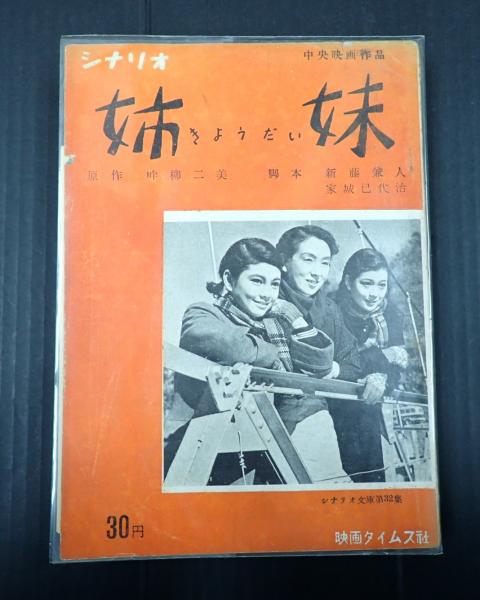 シナリオ
中央映画作品
姉妹
きようだい
原作 畔柳二美 脚本 新藤兼人
家城巳代治
シナリオ文庫第32集
30円
映画タイムス社